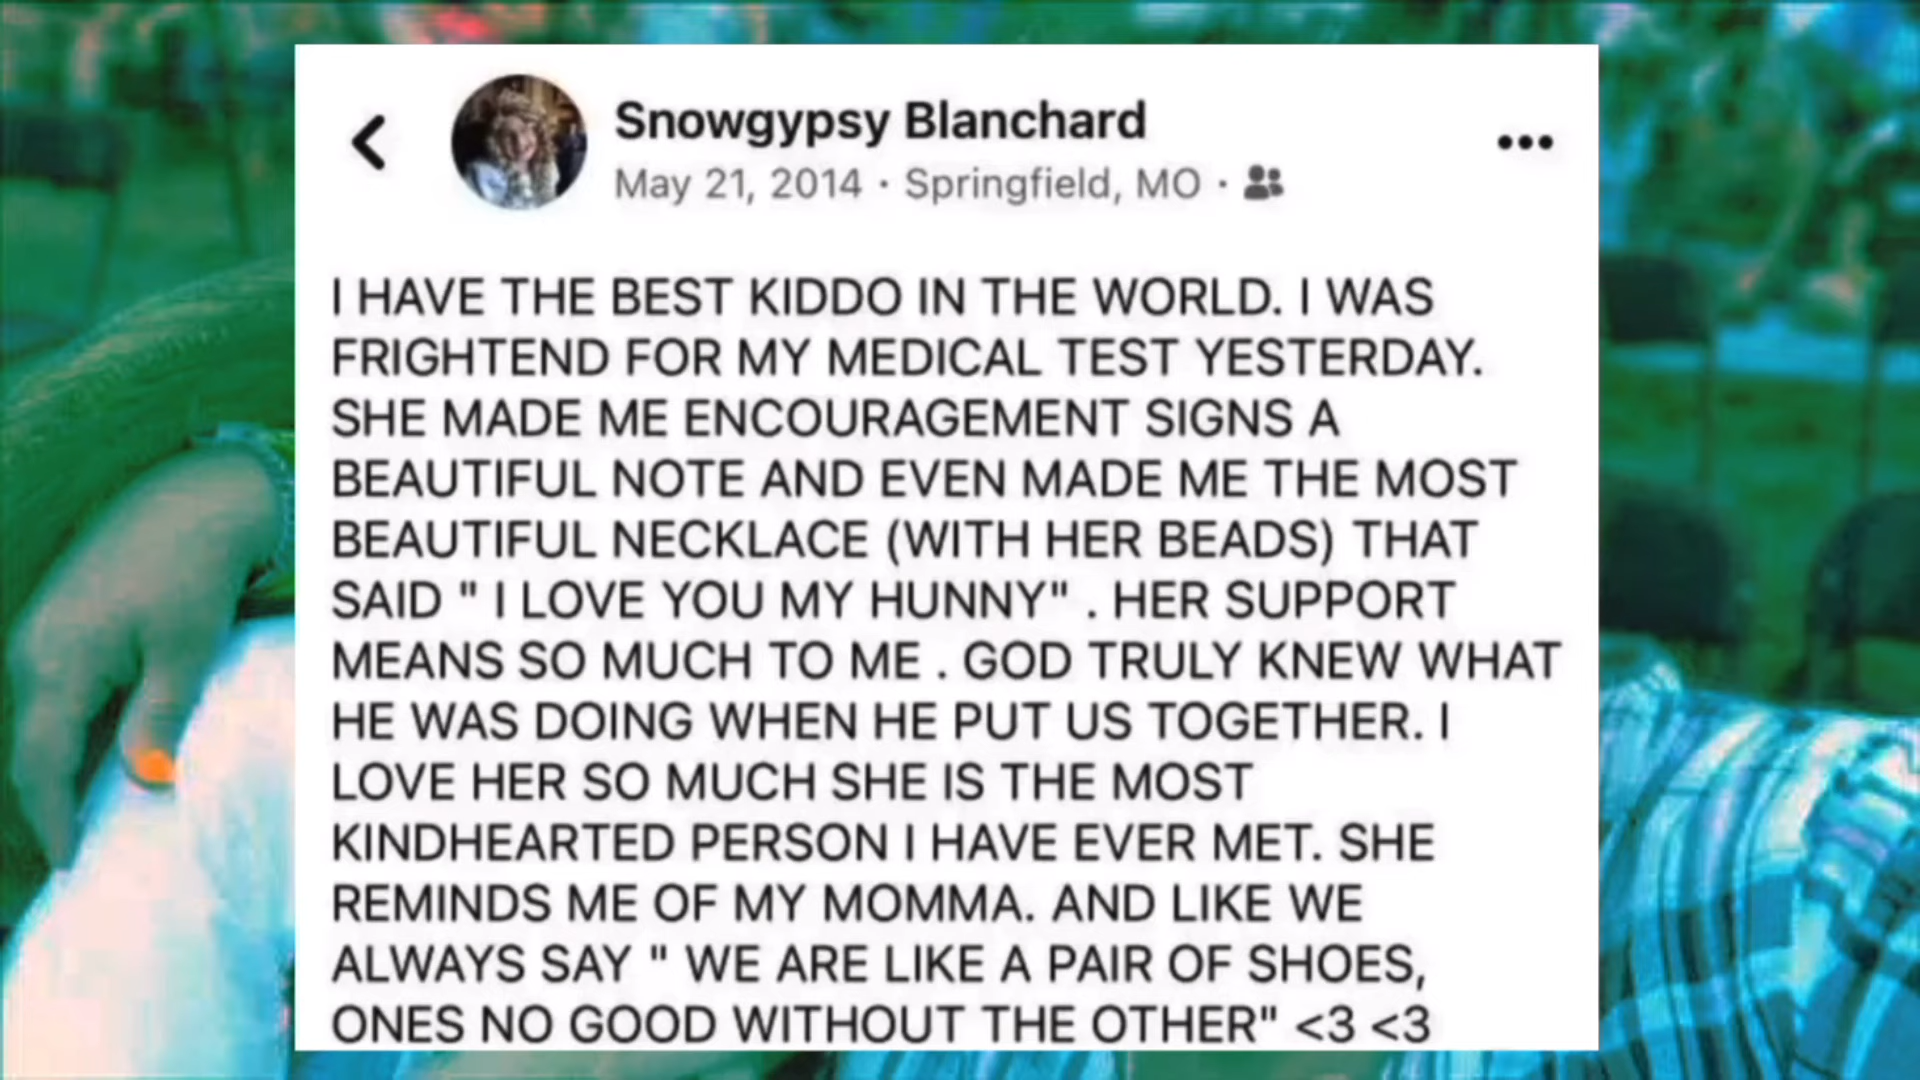 Snowgypsy Blanchard
May 21, 2014 · Springfield, MO ·
I HAVE THE BEST KIDDO IN THE WORLD. I WAS
FRIGHTEND FOR MY MEDICAL TEST YESTERDAY.
SHE MADE ME ENCOURAGEMENT SIGNS A
BEAUTIFUL NOTE AND EVEN MADE ME THE MOST
BEAUTIFUL NECKLACE (WITH HER BEADS) THAT
SAID " I LOVE YOU MY HUNNY" . HER SUPPORT
MEANS SO MUCH TO ME . GOD TRULY KNEW WHAT
HE WAS DOING WHEN HE PUT US TOGETHER. I
LOVE HER SO MUCH SHE IS THE MOST
KINDHEARTED PERSON I HAVE EVER MET. SHE
REMINDS ME OF MY MOMMA. AND LIKE WE
ALWAYS SAY " WE ARE LIKE A PAIR OF SHOES,
ONES NO GOOD WITHOUT THE OTHER" <3 <3